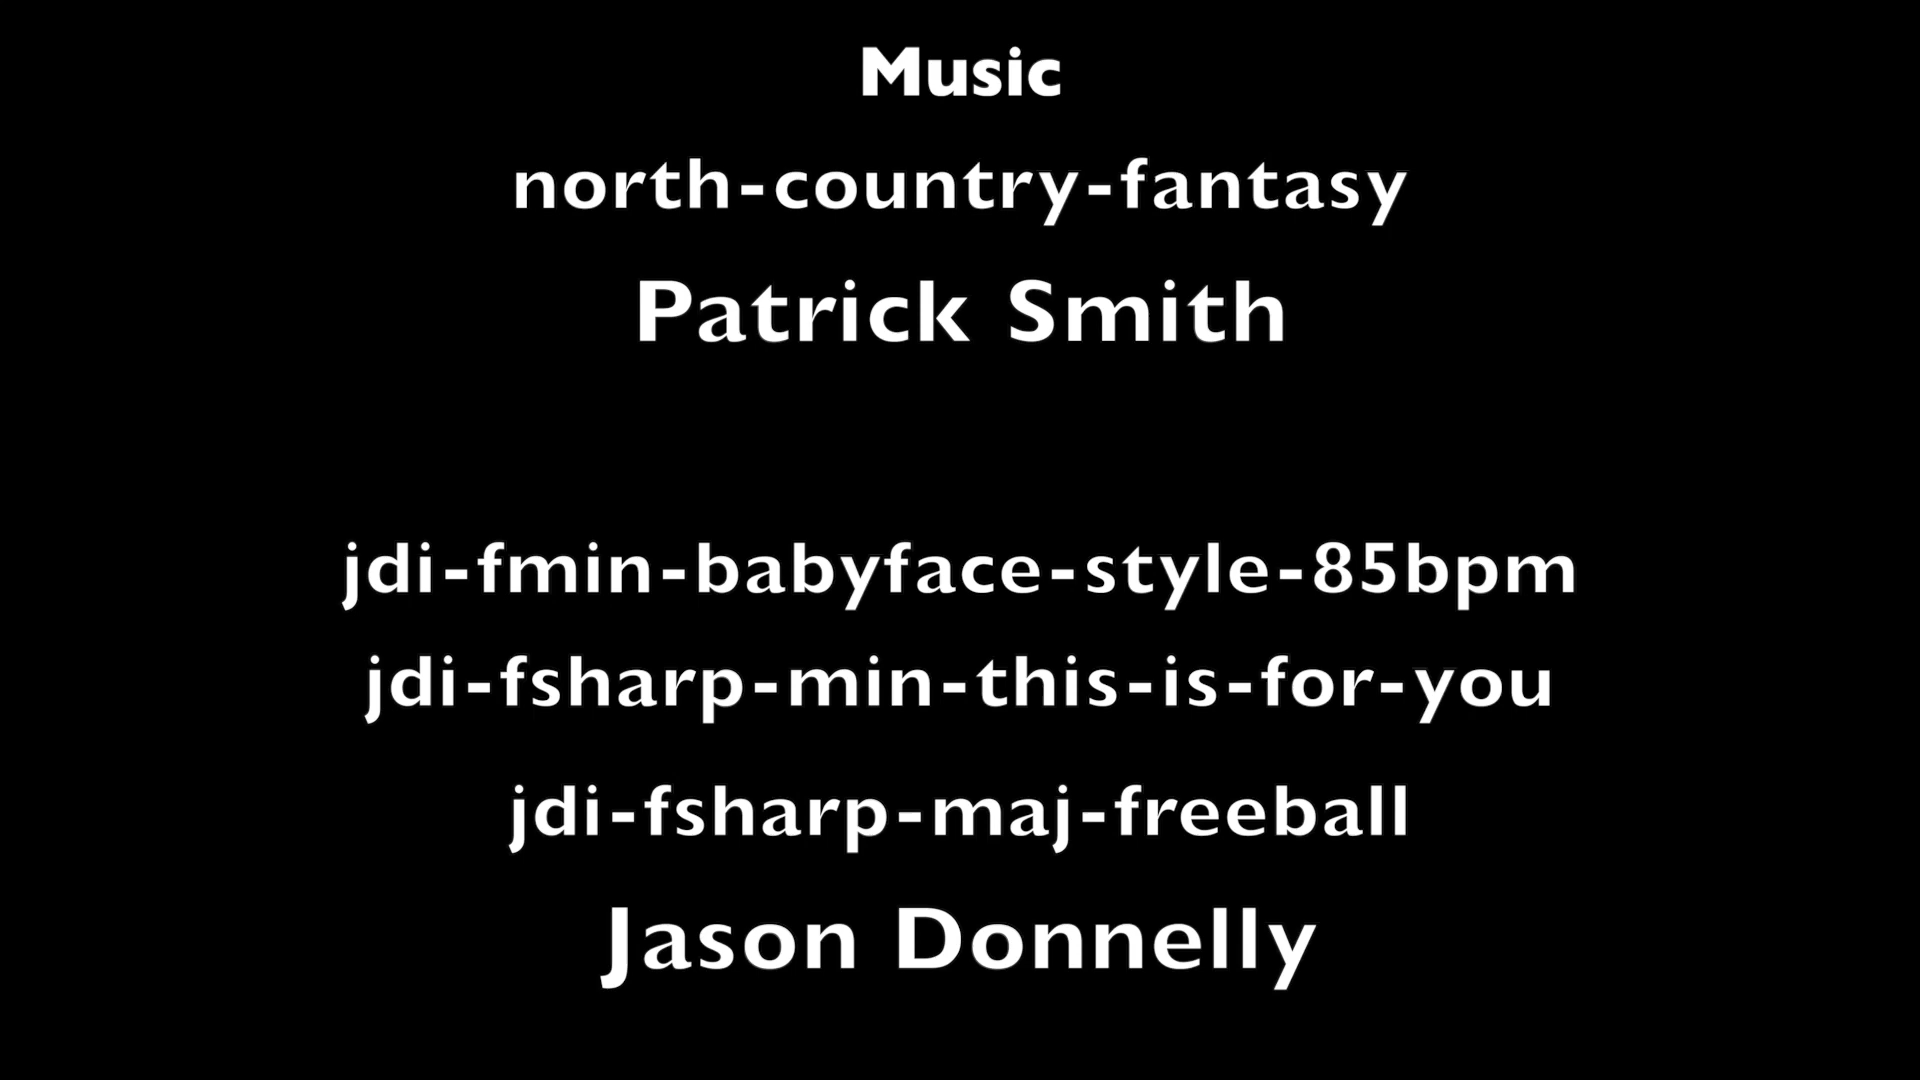 Music
north-country-fantasy
Patrick Smith
jdi-fmin-babyface-style-85bpm
jdi-fsharp-min-this-is-for-you
jdi-fsharp-maj-freeball
Jason Donnelly